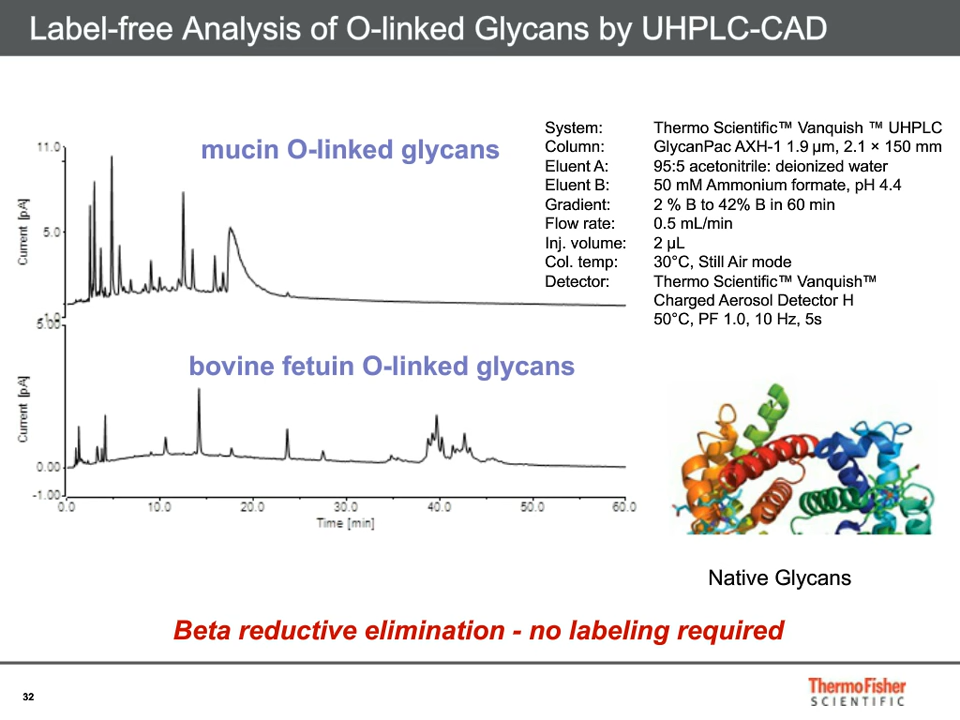 Label-free Analysis of O-linked Glycans by UHPLC-CAD
mucin O-linked glycans
11.0
5.0
-1.0
Current [pA]
System: Thermo Scientific™ Vanquish ™ UHPLC
Column: GlycanPac AXH-1 1.9 µm, 2.1 × 150 mm
Eluent A: 95:5 acetonitrile: deionized water
Eluent B: 50 mM Ammonium formate, pH 4.4
Gradient: 2 % B to 42% B in 60 min
Flow rate: 0.5 mL/min
Inj. volume: 2 µL
Col. temp: 30°C, Still Air mode
Detector: Thermo Scientific™ Vanquish™
Charged Aerosol Detector H
50°C, PF 1.0, 10 Hz, 5s
bovine fetuin O-linked glycans
5.00
0.00
-1.00
Current [pA]
0.0 10.0 20.0 30.0 40.0 50.0 60.0
Time [min]
Native Glycans
Beta reductive elimination - no labeling required
32
ThermoFisher
SCIENTIFIC